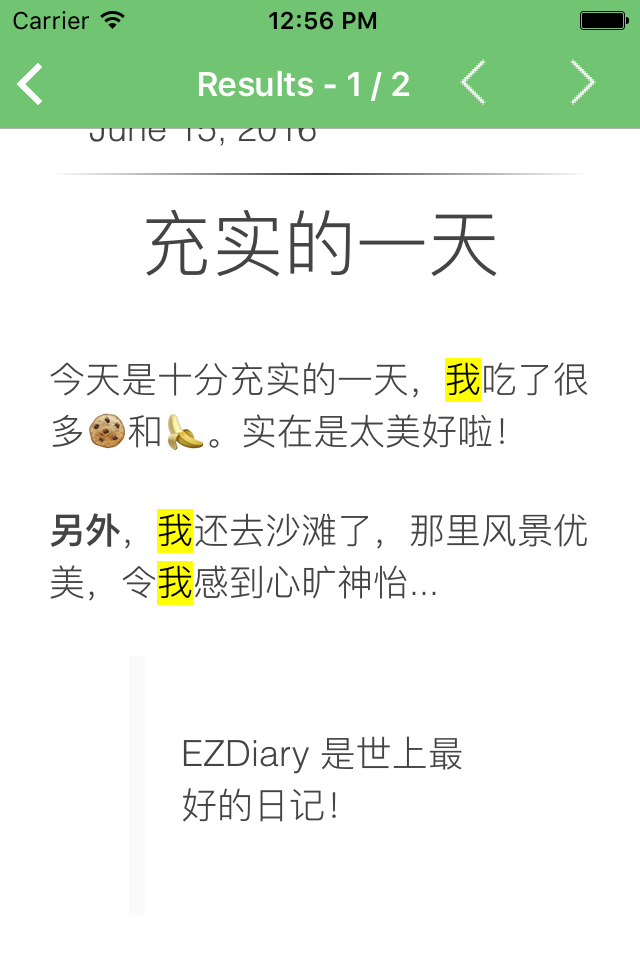 Carrier 12:56 PM
Results - 1 / 2
June 15, 2016
充实的一天
今天是十分充实的一天，我吃了很
多🍪和🍌。实在是太美好啦！
另外，我还去沙滩了，那里风景优
美，令我感到心旷神怡...
EZDiary 是世上最
好的日记！